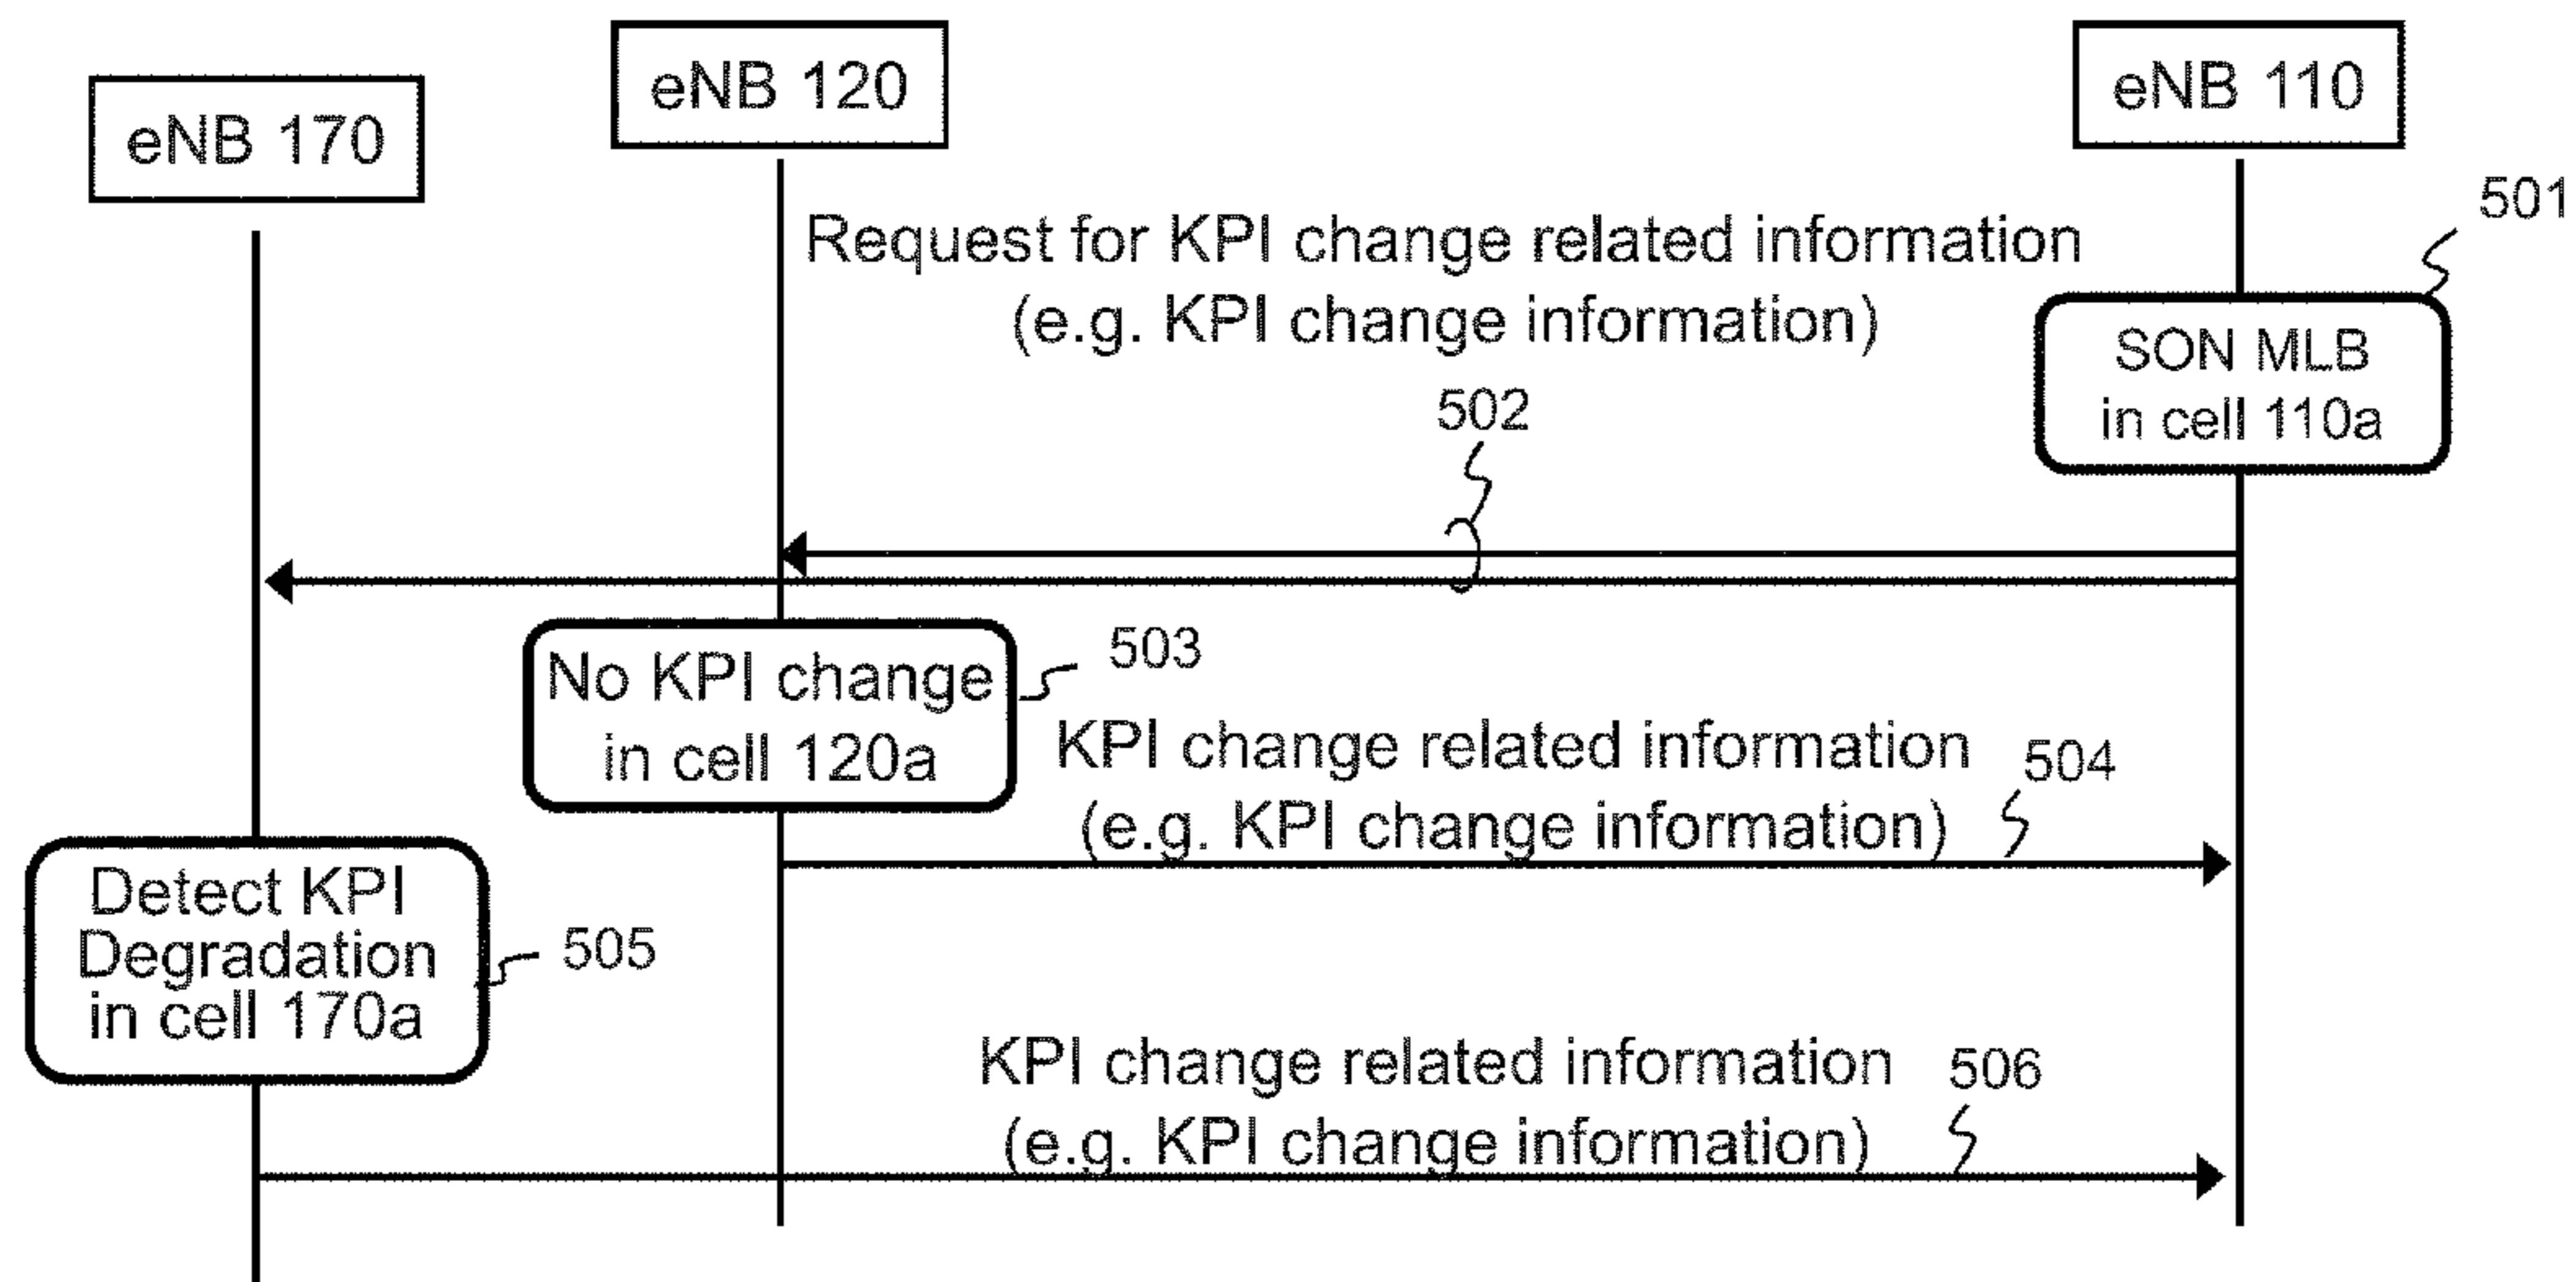 eNB 170
eNB 120
eNB 110
501
Request for KPI change related information
(e.g. KPI change information)
SON MLB
in cell 110a
502
No KPI change
in cell 120a
503
KPI change related information
(e.g. KPI change information)
504
Detect KPI
Degradation
in cell 170a
505
KPI change related information
(e.g. KPI change information)
506